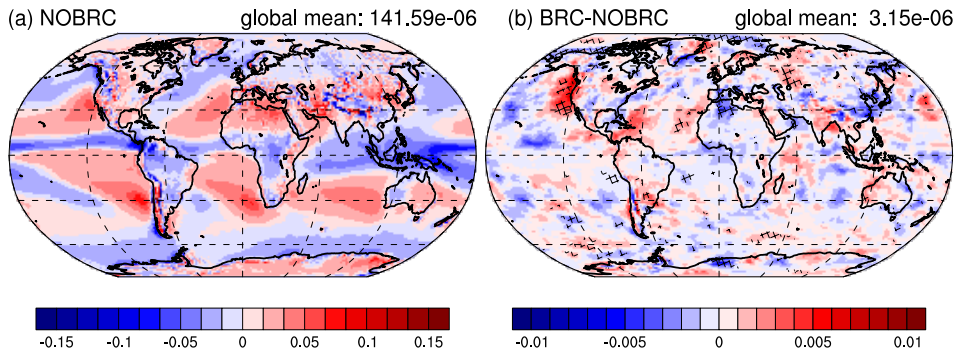 (a) NOBRC global mean: 141.59e-06
(b) BRC-NOBRC global mean: 3.15e-06
-0.15 -0.1 -0.05 0 0.05 0.1 0.15
-0.01 -0.005 0 0.005 0.01